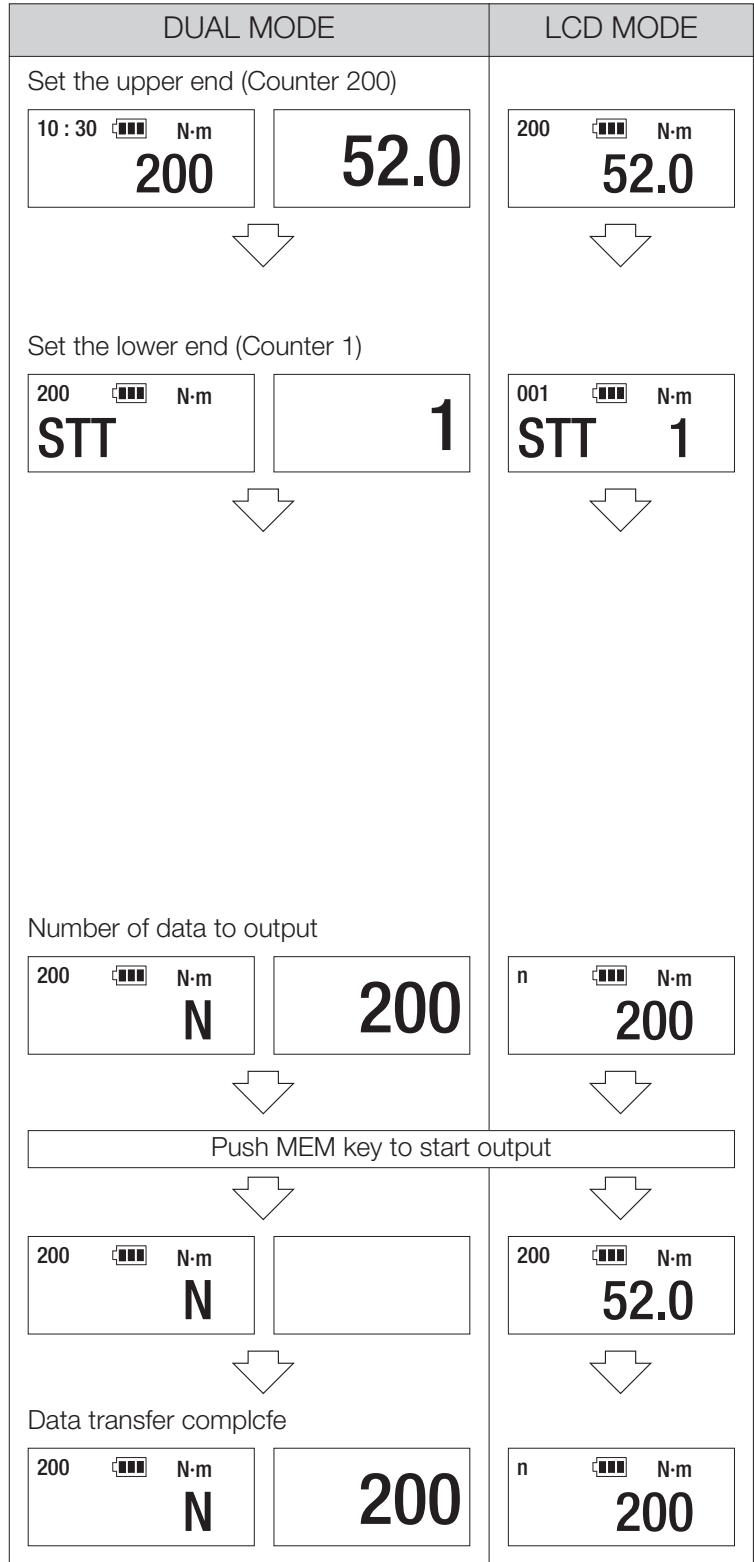 DUAL MODE LCD MODE
Set the upper end (Counter 200)
10 : 30 N·m 200 N·m
200 52.0 52.0
Set the lower end (Counter 1)
200 N·m 001 N·m
STT 1 STT 1
Number of data to output
200 N·m n N·m
N 200 200
Push MEM key to start output
200 N·m 200 N·m
N 52.0
Data transfer complcfe
200 N·m n N·m
N 200 200